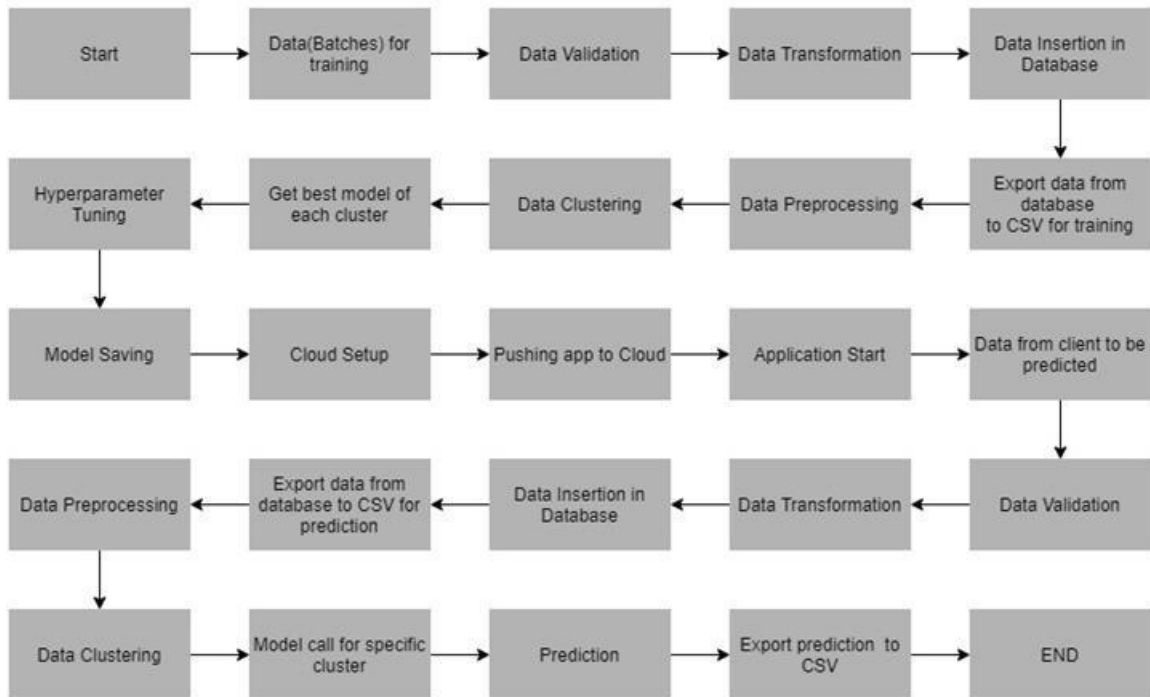 Start
Data(Batches) for
training
Data Validation
Data Transformation
Data Insertion in
Database
Hyperparameter
Tuning
Get best model of
each cluster
Data Clustering
Data Preprocessing
Export data from
database
to CSV for training
Model Saving
Cloud Setup
Pushing app to Cloud
Application Start
Data from client to be
predicted
Data Preprocessing
Export data from
database to CSV for
prediction
Data Insertion in
Database
Data Transformation
Data Validation
Data Clustering
Model call for specific
cluster
Prediction
Export prediction to
CSV
END